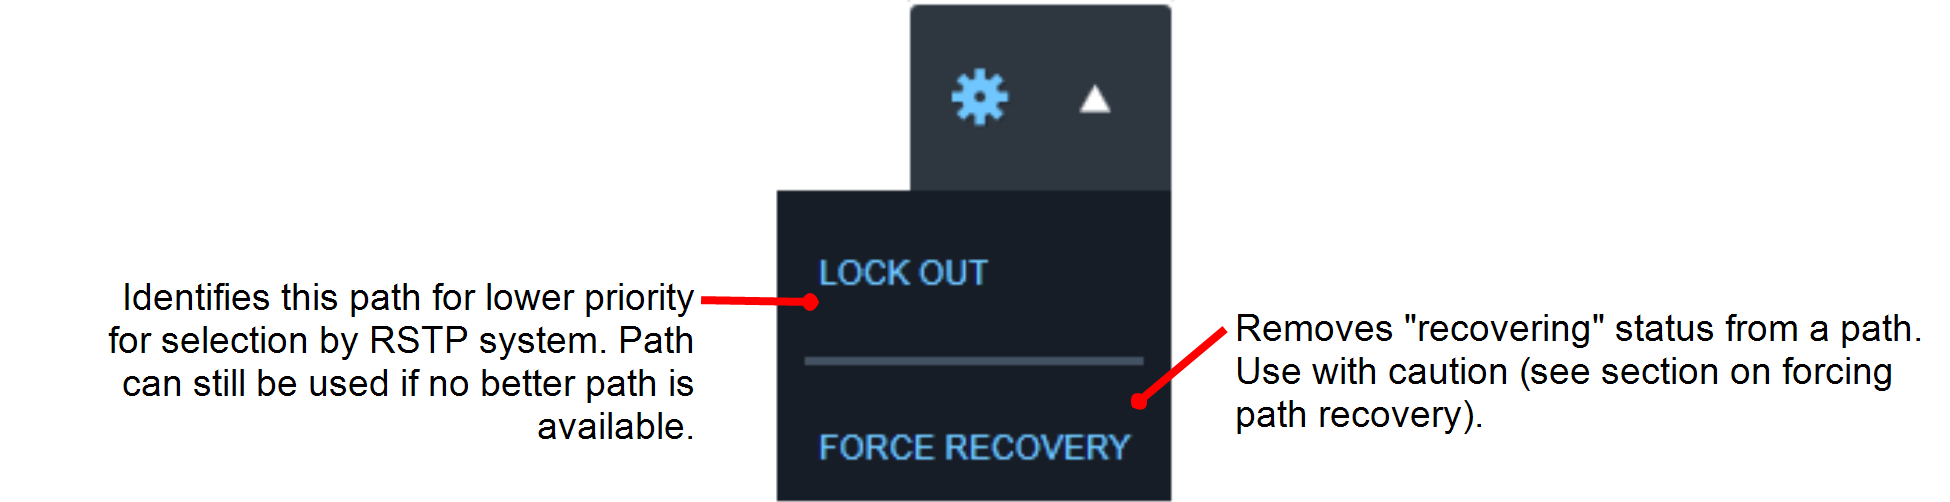 LOCK OUT
Identifies this path for lower priority
for selection by RSTP system. Path
can still be used if no better path is
available.
Removes "recovering" status from a path.
Use with caution (see section on forcing
path recovery).
FORCE RECOVERY